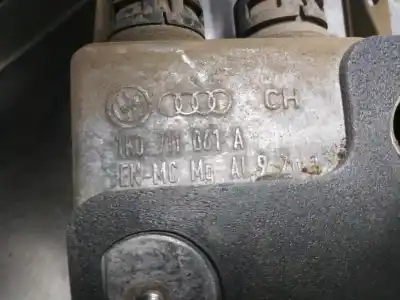 CH
1K0 711 061 A
EN-MC Mg Al 9 Zn 1